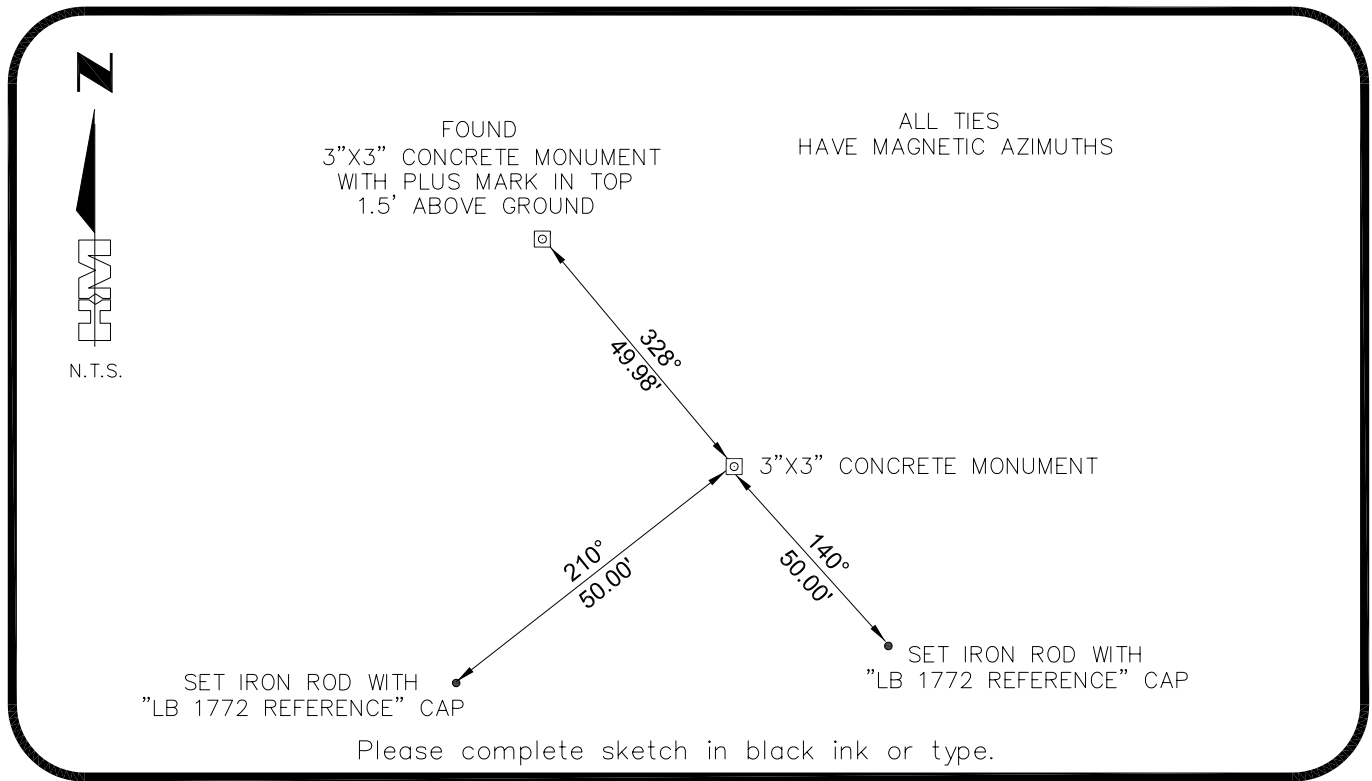 N
FOUND
3"X3" CONCRETE MONUMENT
WITH PLUS MARK IN TOP
1.5' ABOVE GROUND
ALL TIES
HAVE MAGNETIC AZIMUTHS
HM
N.T.S.
328°
49.98'
3"X3" CONCRETE MONUMENT
210°
50.00'
140°
50.00'
SET IRON ROD WITH
"LB 1772 REFERENCE" CAP
SET IRON ROD WITH
"LB 1772 REFERENCE" CAP
Please complete sketch in black ink or type.